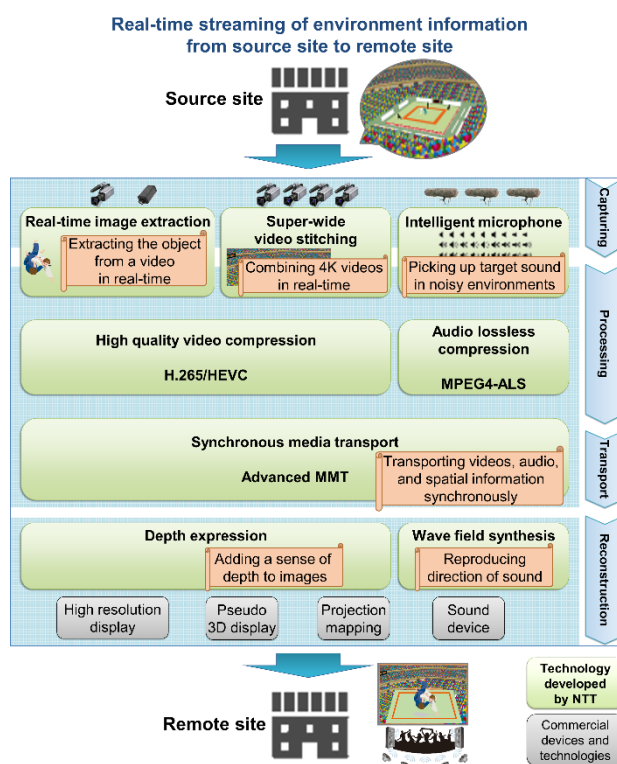 Real-time streaming of environment information
from source site to remote site
Source site
Capturing
Real-time image extraction
Extracting the object
from a video
in real-time
Super-wide
video stitching
Combining 4K videos
in real-time
Intelligent microphone
Picking up target sound
in noisy environments
Processing
High quality video compression
H.265/HEVC
Audio lossless
compression
MPEG4-ALS
Transport
Synchronous media transport
Advanced MMT
Transporting videos, audio,
and spatial information
synchronously
Reconstruction
Depth expression
Adding a sense of
depth to images
Wave field synthesis
Reproducing
direction of sound
High resolution
display
Pseudo
3D display
Projection
mapping
Sound
device
Remote site
Technology
developed
by NTT
Commercial
devices and
technologies